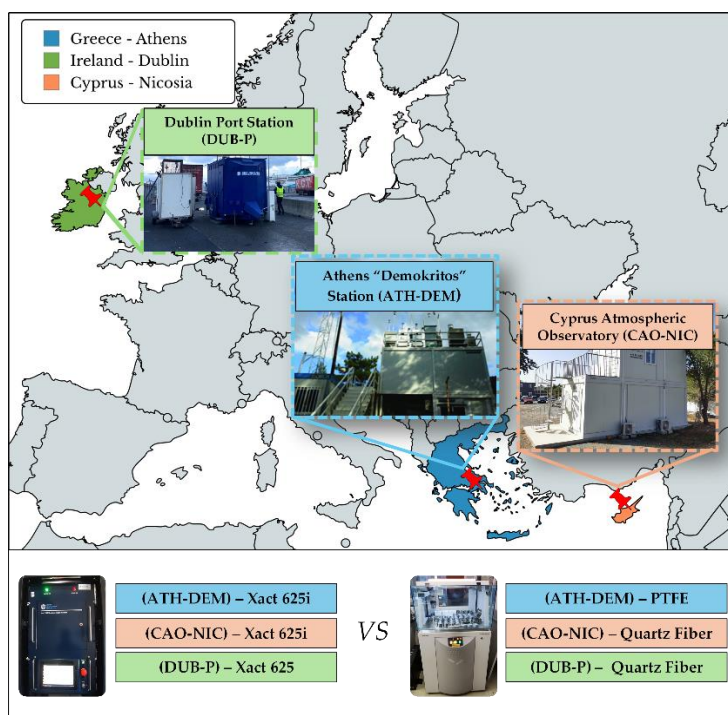 Greece - Athens
Ireland - Dublin
Cyprus - Nicosia
Dublin Port Station
(DUB-P)
Athens “Demokritos”
Station (ATH-DEM)
Cyprus Atmospheric
Observatory (CAO-NIC)
(ATH-DEM) – Xact 625i
(CAO-NIC) – Xact 625i
(DUB-P) – Xact 625
VS
(ATH-DEM) – PTFE
(CAO-NIC) – Quartz Fiber
(DUB-P) – Quartz Fiber